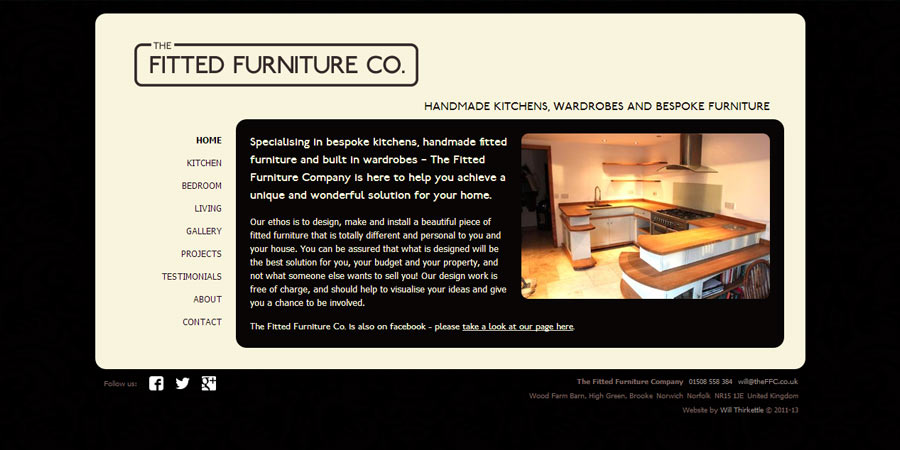 THE
FITTED FURNITURE CO.
HANDMADE KITCHENS, WARDROBES AND BESPOKE FURNITURE
HOME
KITCHEN
BEDROOM
LIVING
GALLERY
PROJECTS
TESTIMONIALS
ABOUT
CONTACT
Specialising in bespoke kitchens, handmade fitted
furniture and built in wardrobes – The Fitted
Furniture Company is here to help you achieve a
unique and wonderful solution for your home.
Our ethos is to design, make and install a beautiful piece of
fitted furniture that is totally different and personal to you and
your house. You can be assured that what is designed will be
the best solution for you, your budget and your property, and
not what someone else wants to sell you! Our design work is
free of charge, and should help to visualise your ideas and give
you a chance to be involved.
The Fitted Furniture Co. is also on facebook - please take a look at our page here.
Follow us:
The Fitted Furniture Company 01508 558 384 will@theFFC.co.uk
Wood Farm Barn, High Green, Brooke Norwich Norfolk NR15 1JE United Kingdom
Website by Will Thirkettle © 2011-13